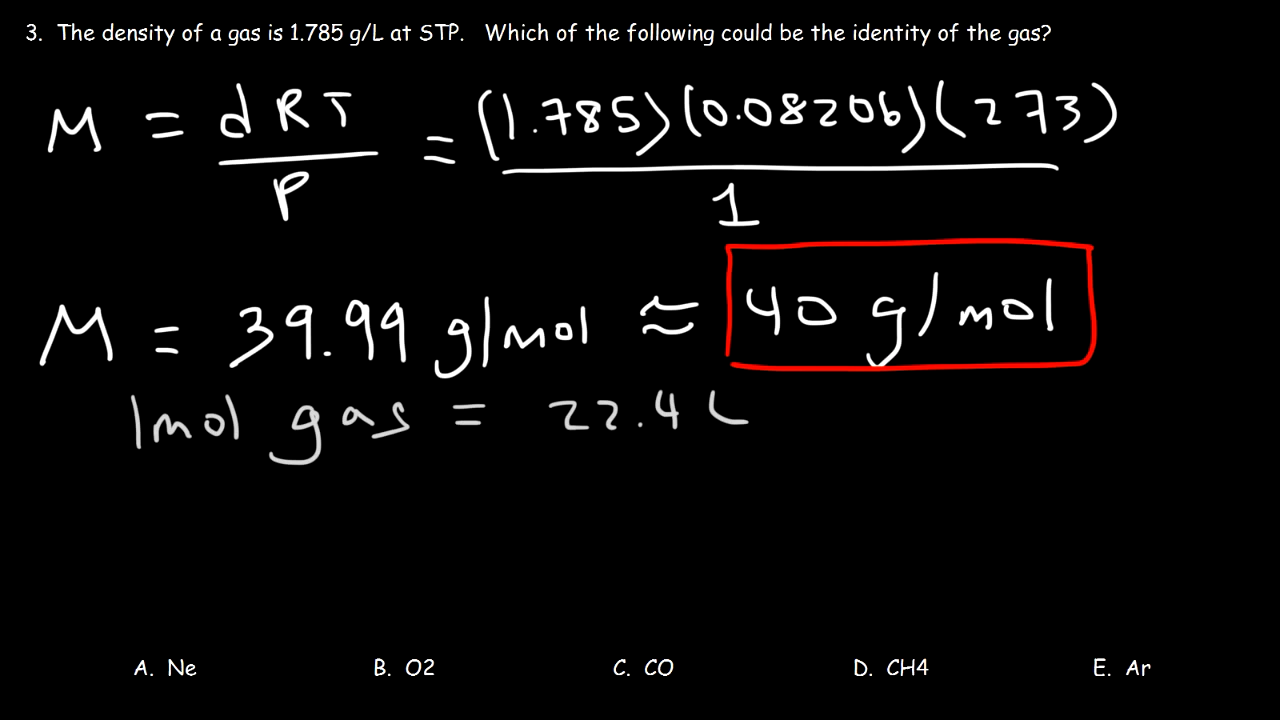 3. The density of a gas is 1.785 g/L at STP. Which of the following could be the identity of the gas?
M = dRT / P = (1.785)(0.08206)(273) / 1
M = 39.99 g/mol ≈ 40 g/mol
1mol gas = 22.4 L
A. Ne B. O2 C. CO D. CH4 E. Ar